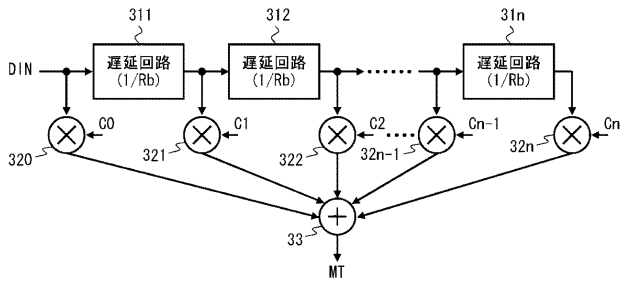 311
312
31n
DIN
遅延回路
(1/Rb)
遅延回路
(1/Rb)
遅延回路
(1/Rb)
C0
C1
C2
Cn-1
Cn
320
321
322
32n-1
32n
33
MT